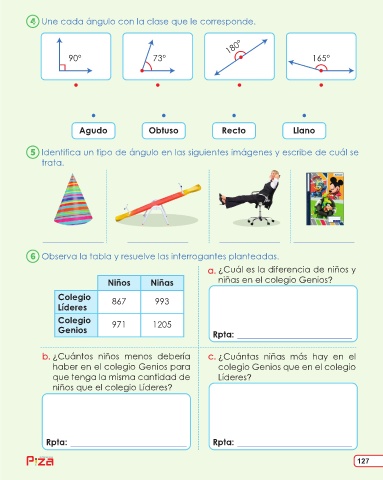 4 Une cada ángulo con la clase que le corresponde.
90° 73° 180° 165°
Agudo Obtuso Recto Llano
5 Identifica un tipo de ángulo en las siguientes imágenes y escribe de cuál se
trata.
6 Observa la tabla y resuelve las interrogantes planteadas.
Niños Niñas
Colegio Líderes 867 993
Colegio Genios 971 1205
a. ¿Cuál es la diferencia de niños y
niñas en el colegio Genios?
Rpta:
b. ¿Cuántos niños menos debería
haber en el colegio Genios para
que tenga la misma cantidad de
niños que el colegio Líderes?
Rpta:
c. ¿Cuántas niñas más hay en el
colegio Genios que en el colegio
Líderes?
Rpta:
127